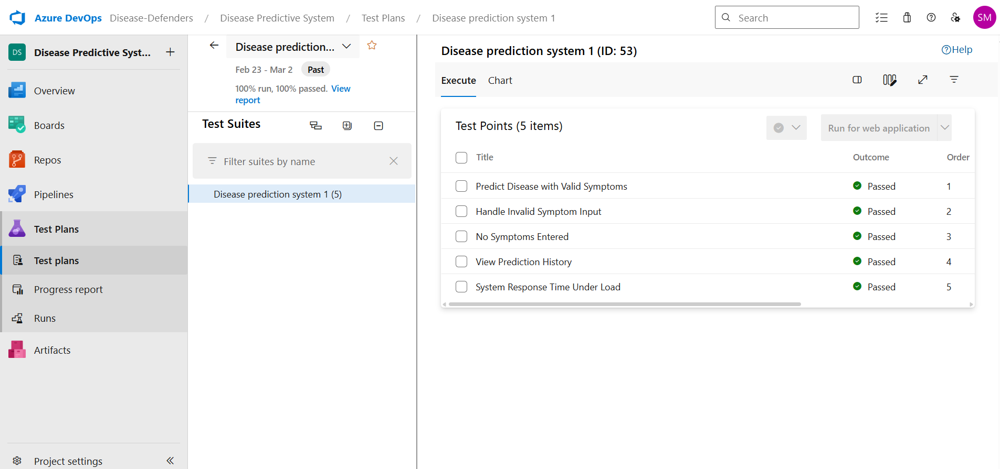 Azure DevOps Disease-Defenders / Disease Predictive System / Test Plans / Disease prediction system 1
Search
SM
DS Disease Predictive Syst... +
Overview
Boards
Repos
Pipelines
Test Plans
Test plans
Progress report
Runs
Artifacts
Project settings
Disease prediction...
Feb 23 - Mar 2 Past
100% run, 100% passed. View
report
Test Suites
Filter suites by name
Disease prediction system 1 (5)
Disease prediction system 1 (ID: 53)
Help
Execute Chart
Test Points (5 items)
Run for web application
Title Outcome Order
Predict Disease with Valid Symptoms Passed 1
Handle Invalid Symptom Input Passed 2
No Symptoms Entered Passed 3
View Prediction History Passed 4
System Response Time Under Load Passed 5